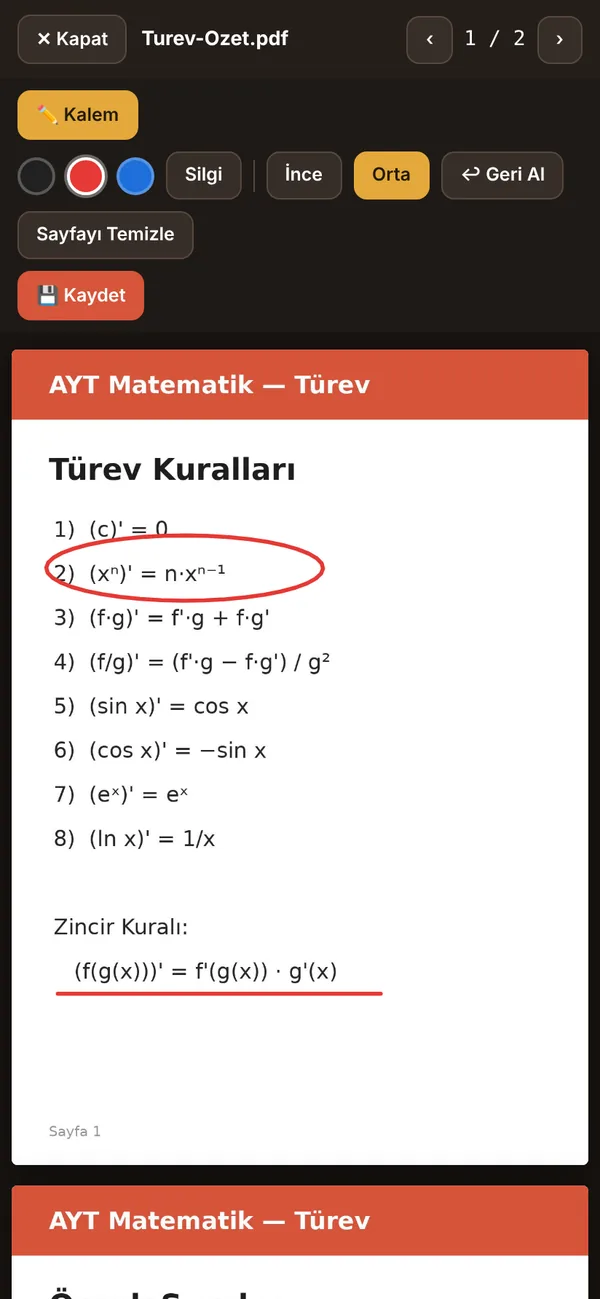 ✕ Kapat Turev-Ozet.pdf ‹ 1 / 2 ›
✏️ Kalem
Silgi İnce Orta ↩ Geri Al
Sayfayı Temizle
💾 Kaydet
AYT Matematik — Türev
Türev Kuralları
1) (c)' = 0
2) (xⁿ)' = n·xⁿ⁻¹
3) (f·g)' = f'·g + f·g'
4) (f/g)' = (f'·g − f·g') / g²
5) (sin x)' = cos x
6) (cos x)' = −sin x
7) (eˣ)' = eˣ
8) (ln x)' = 1/x
Zincir Kuralı:
(f(g(x)))' = f'(g(x)) · g'(x)
Sayfa 1
AYT Matematik — Türev